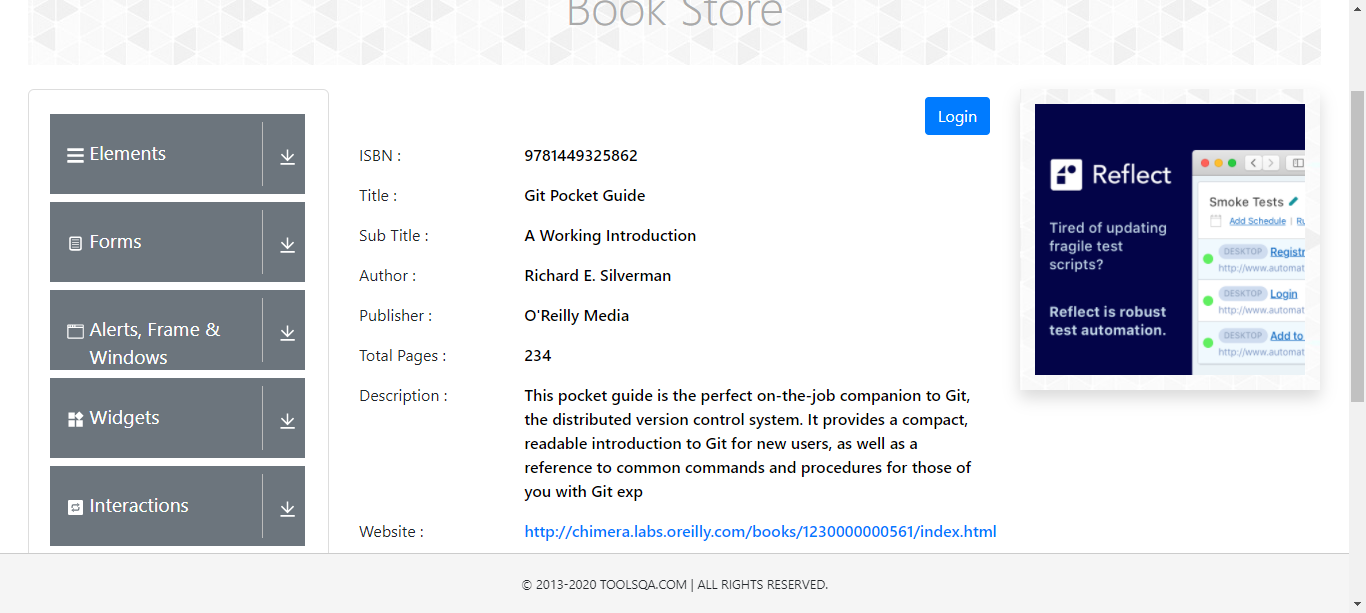 Book Store
Login
Elements
Forms
Alerts, Frame &
Windows
Widgets
Interactions
ISBN : 9781449325862
Title : Git Pocket Guide
Sub Title : A Working Introduction
Author : Richard E. Silverman
Publisher : O'Reilly Media
Total Pages : 234
Description : This pocket guide is the perfect on-the-job companion to Git,
the distributed version control system. It provides a compact,
readable introduction to Git for new users, as well as a
reference to common commands and procedures for those of
you with Git exp
Website : http://chimera.labs.oreilly.com/books/1230000000561/index.html
Reflect
Tired of updating
fragile test
scripts?
Reflect is robust
test automation.
Smoke Tests
Add Schedule | Ru
DESKTOP Registr
http://www.automat
DESKTOP Login
http://www.automat
DESKTOP Add to
http://www.automat
© 2013-2020 TOOLSQA.COM | ALL RIGHTS RESERVED.